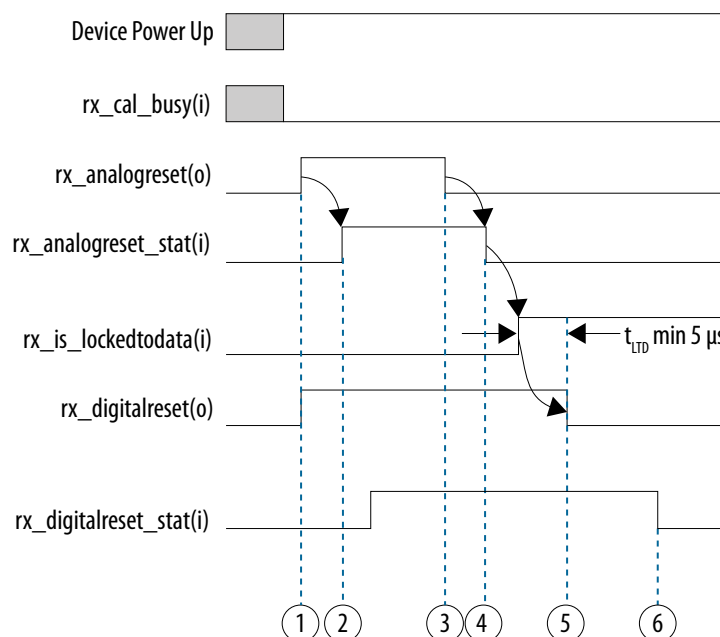 Device Power Up
rx_cal_busy(i)
rx_analogreset(o)
rx_analogreset_stat(i)
rx_is_lockedtodata(i)
t_LTD min 5 μs
rx_digitalreset(o)
rx_digitalreset_stat(i)
1 2 3 4 5 6